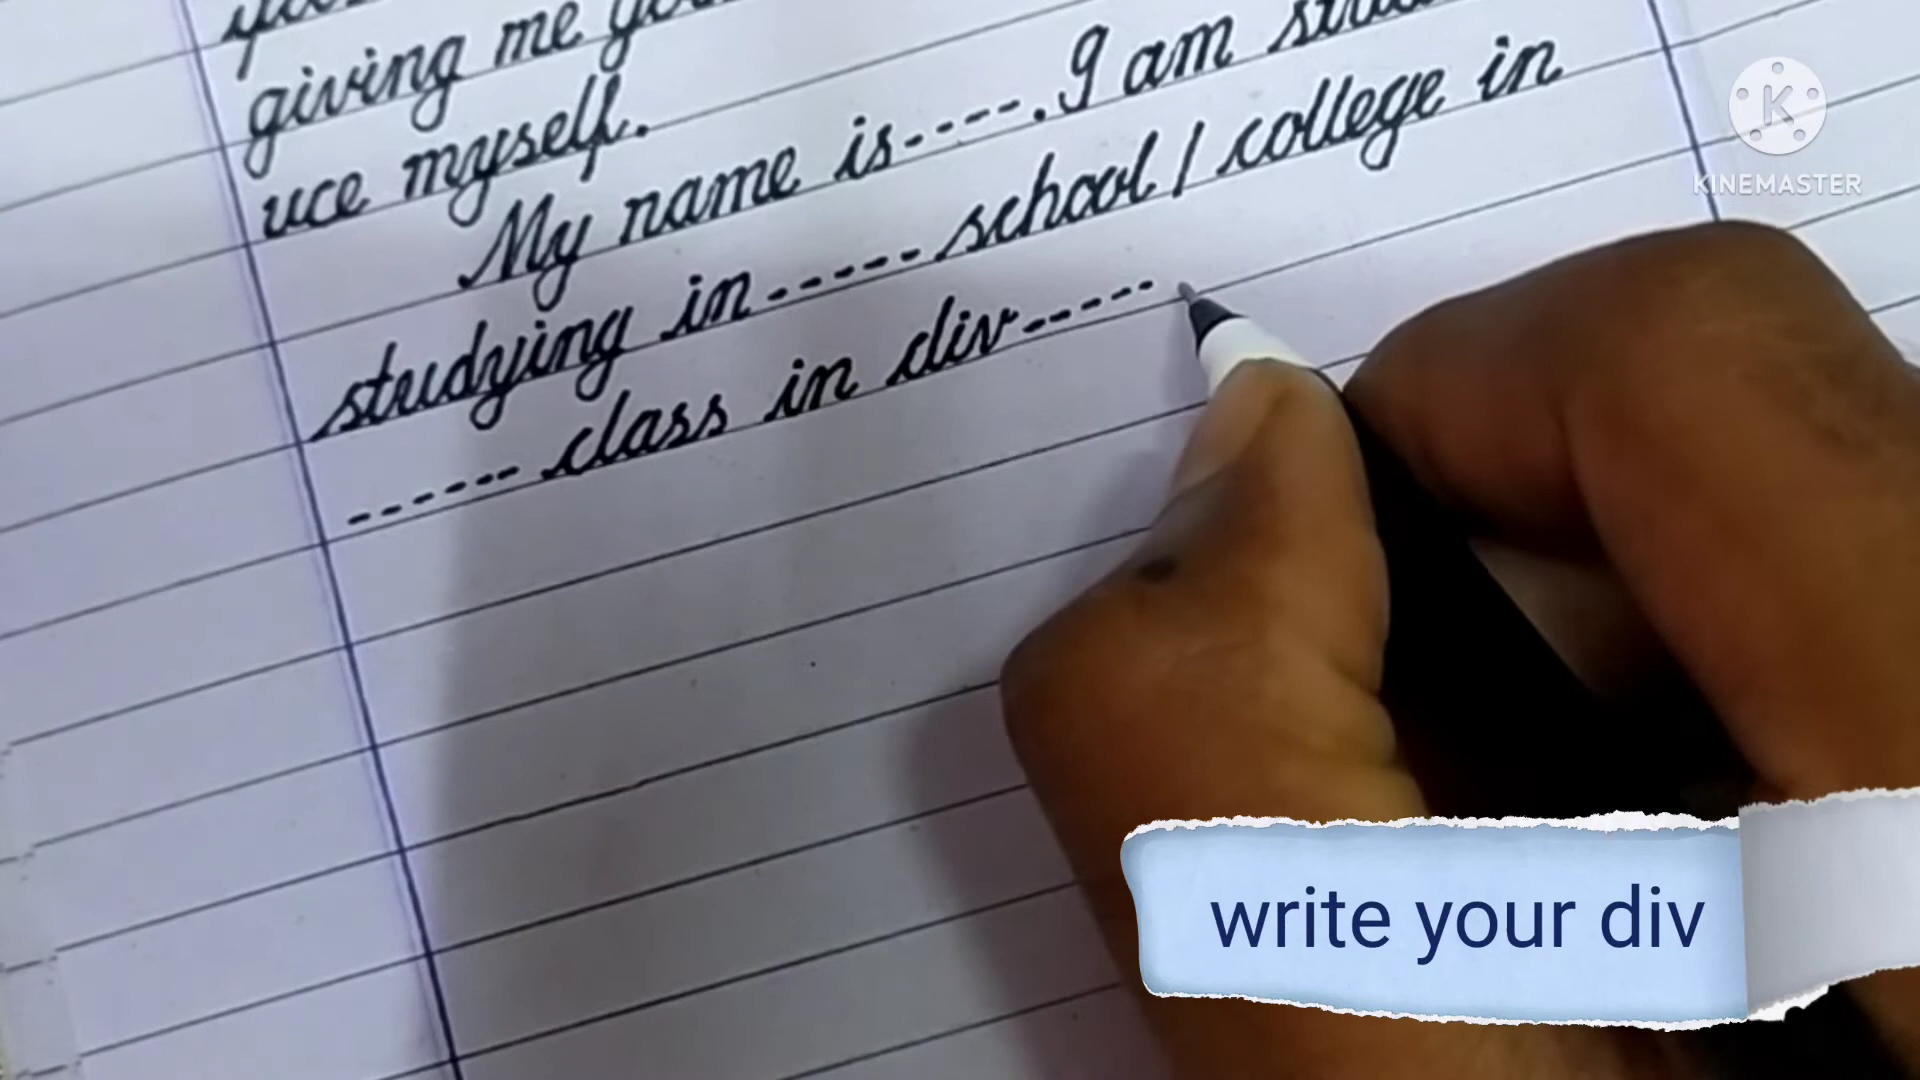 giving me
uce myself.
My name is----.I am
studying in-----school/college in
------class in div-----
KINEMASTER
write your div